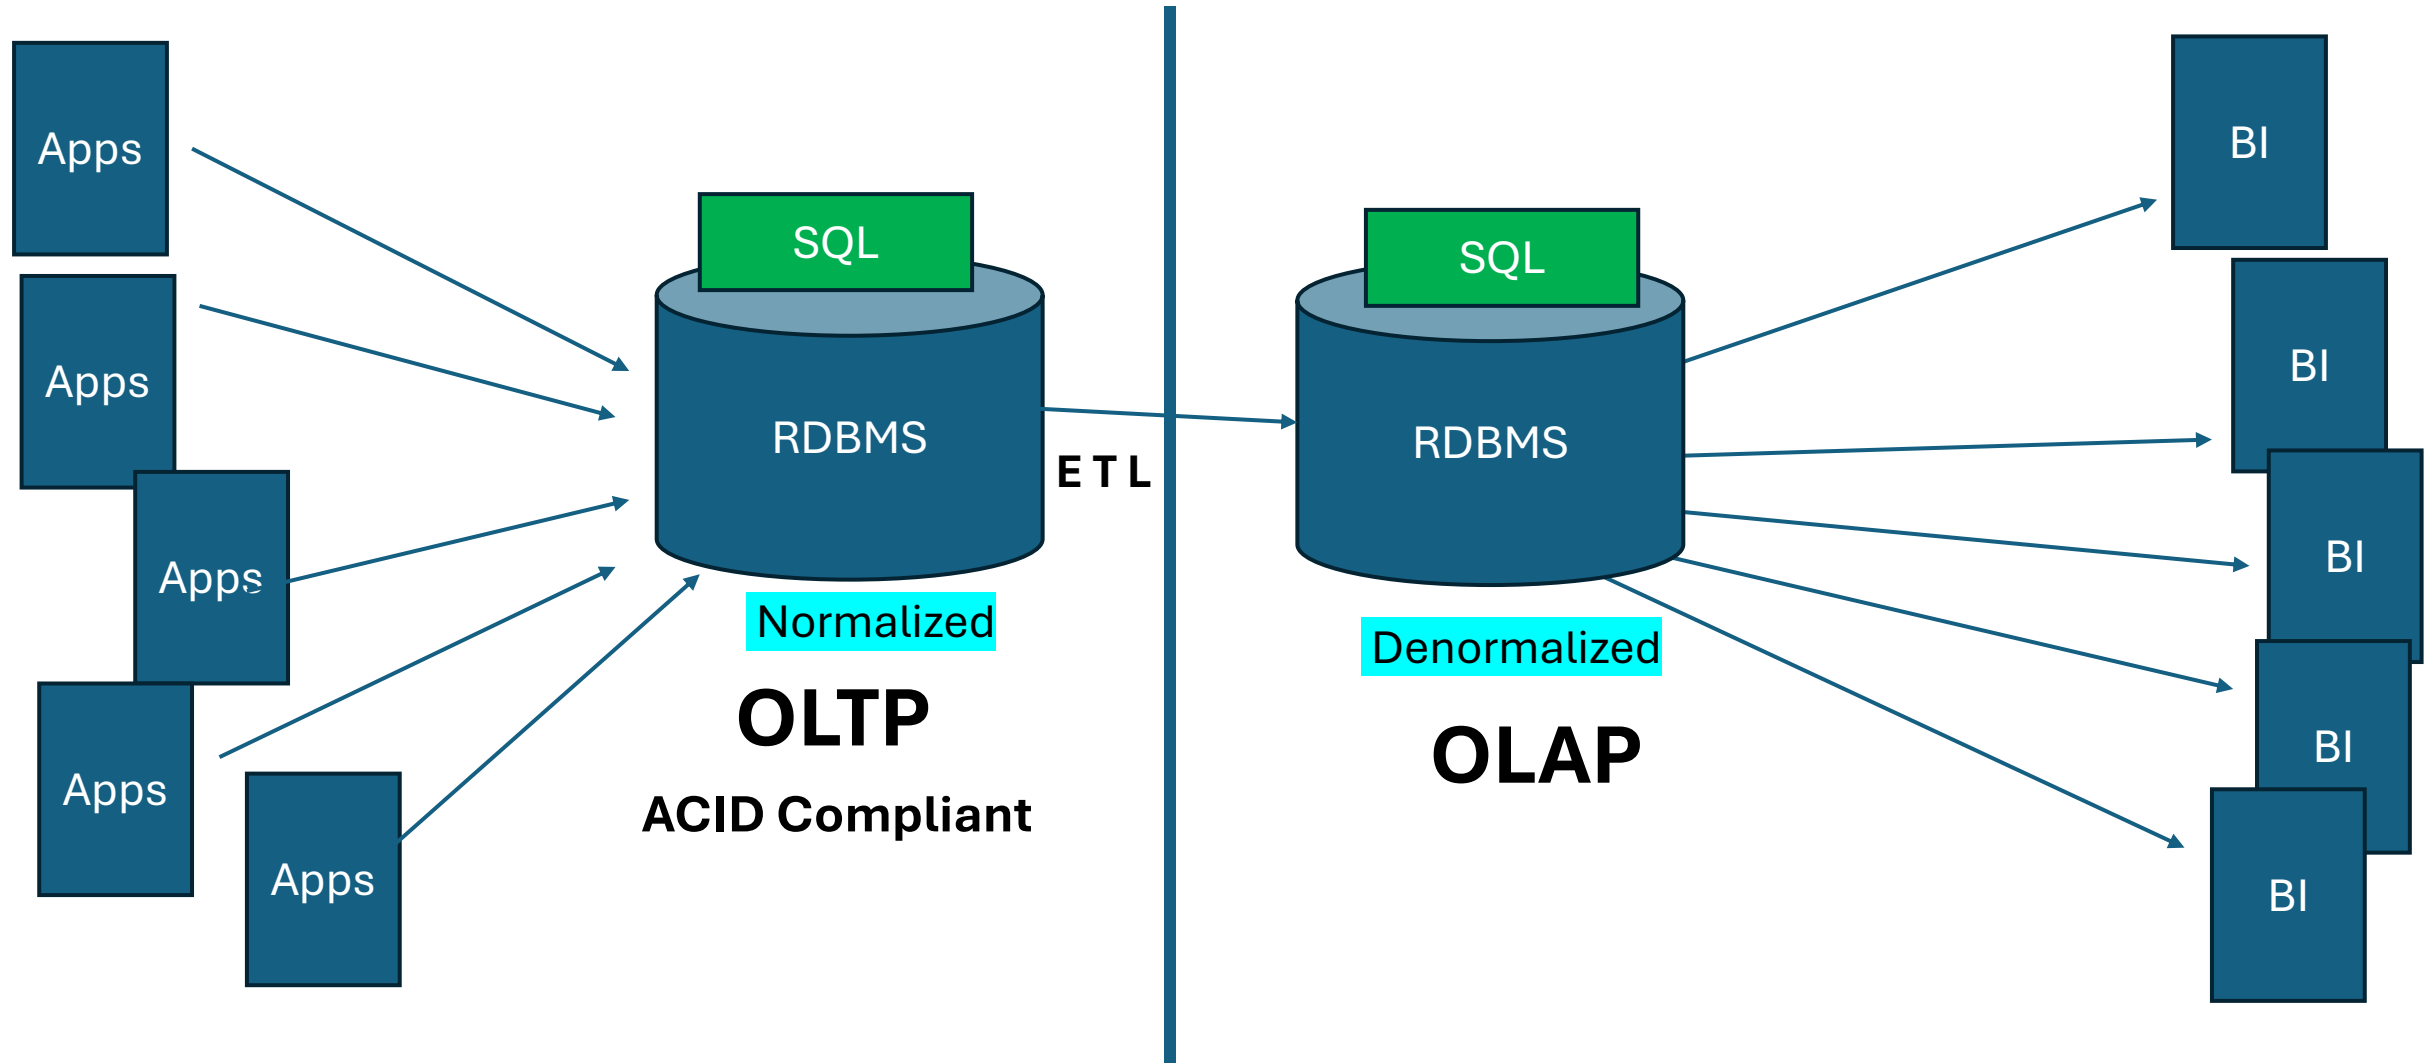 Apps
Apps
Apps
Apps
Apps
SQL
RDBMS
Normalized
OLTP
ACID Compliant
E T L
SQL
RDBMS
Denormalized
OLAP
BI
BI
BI
BI
BI